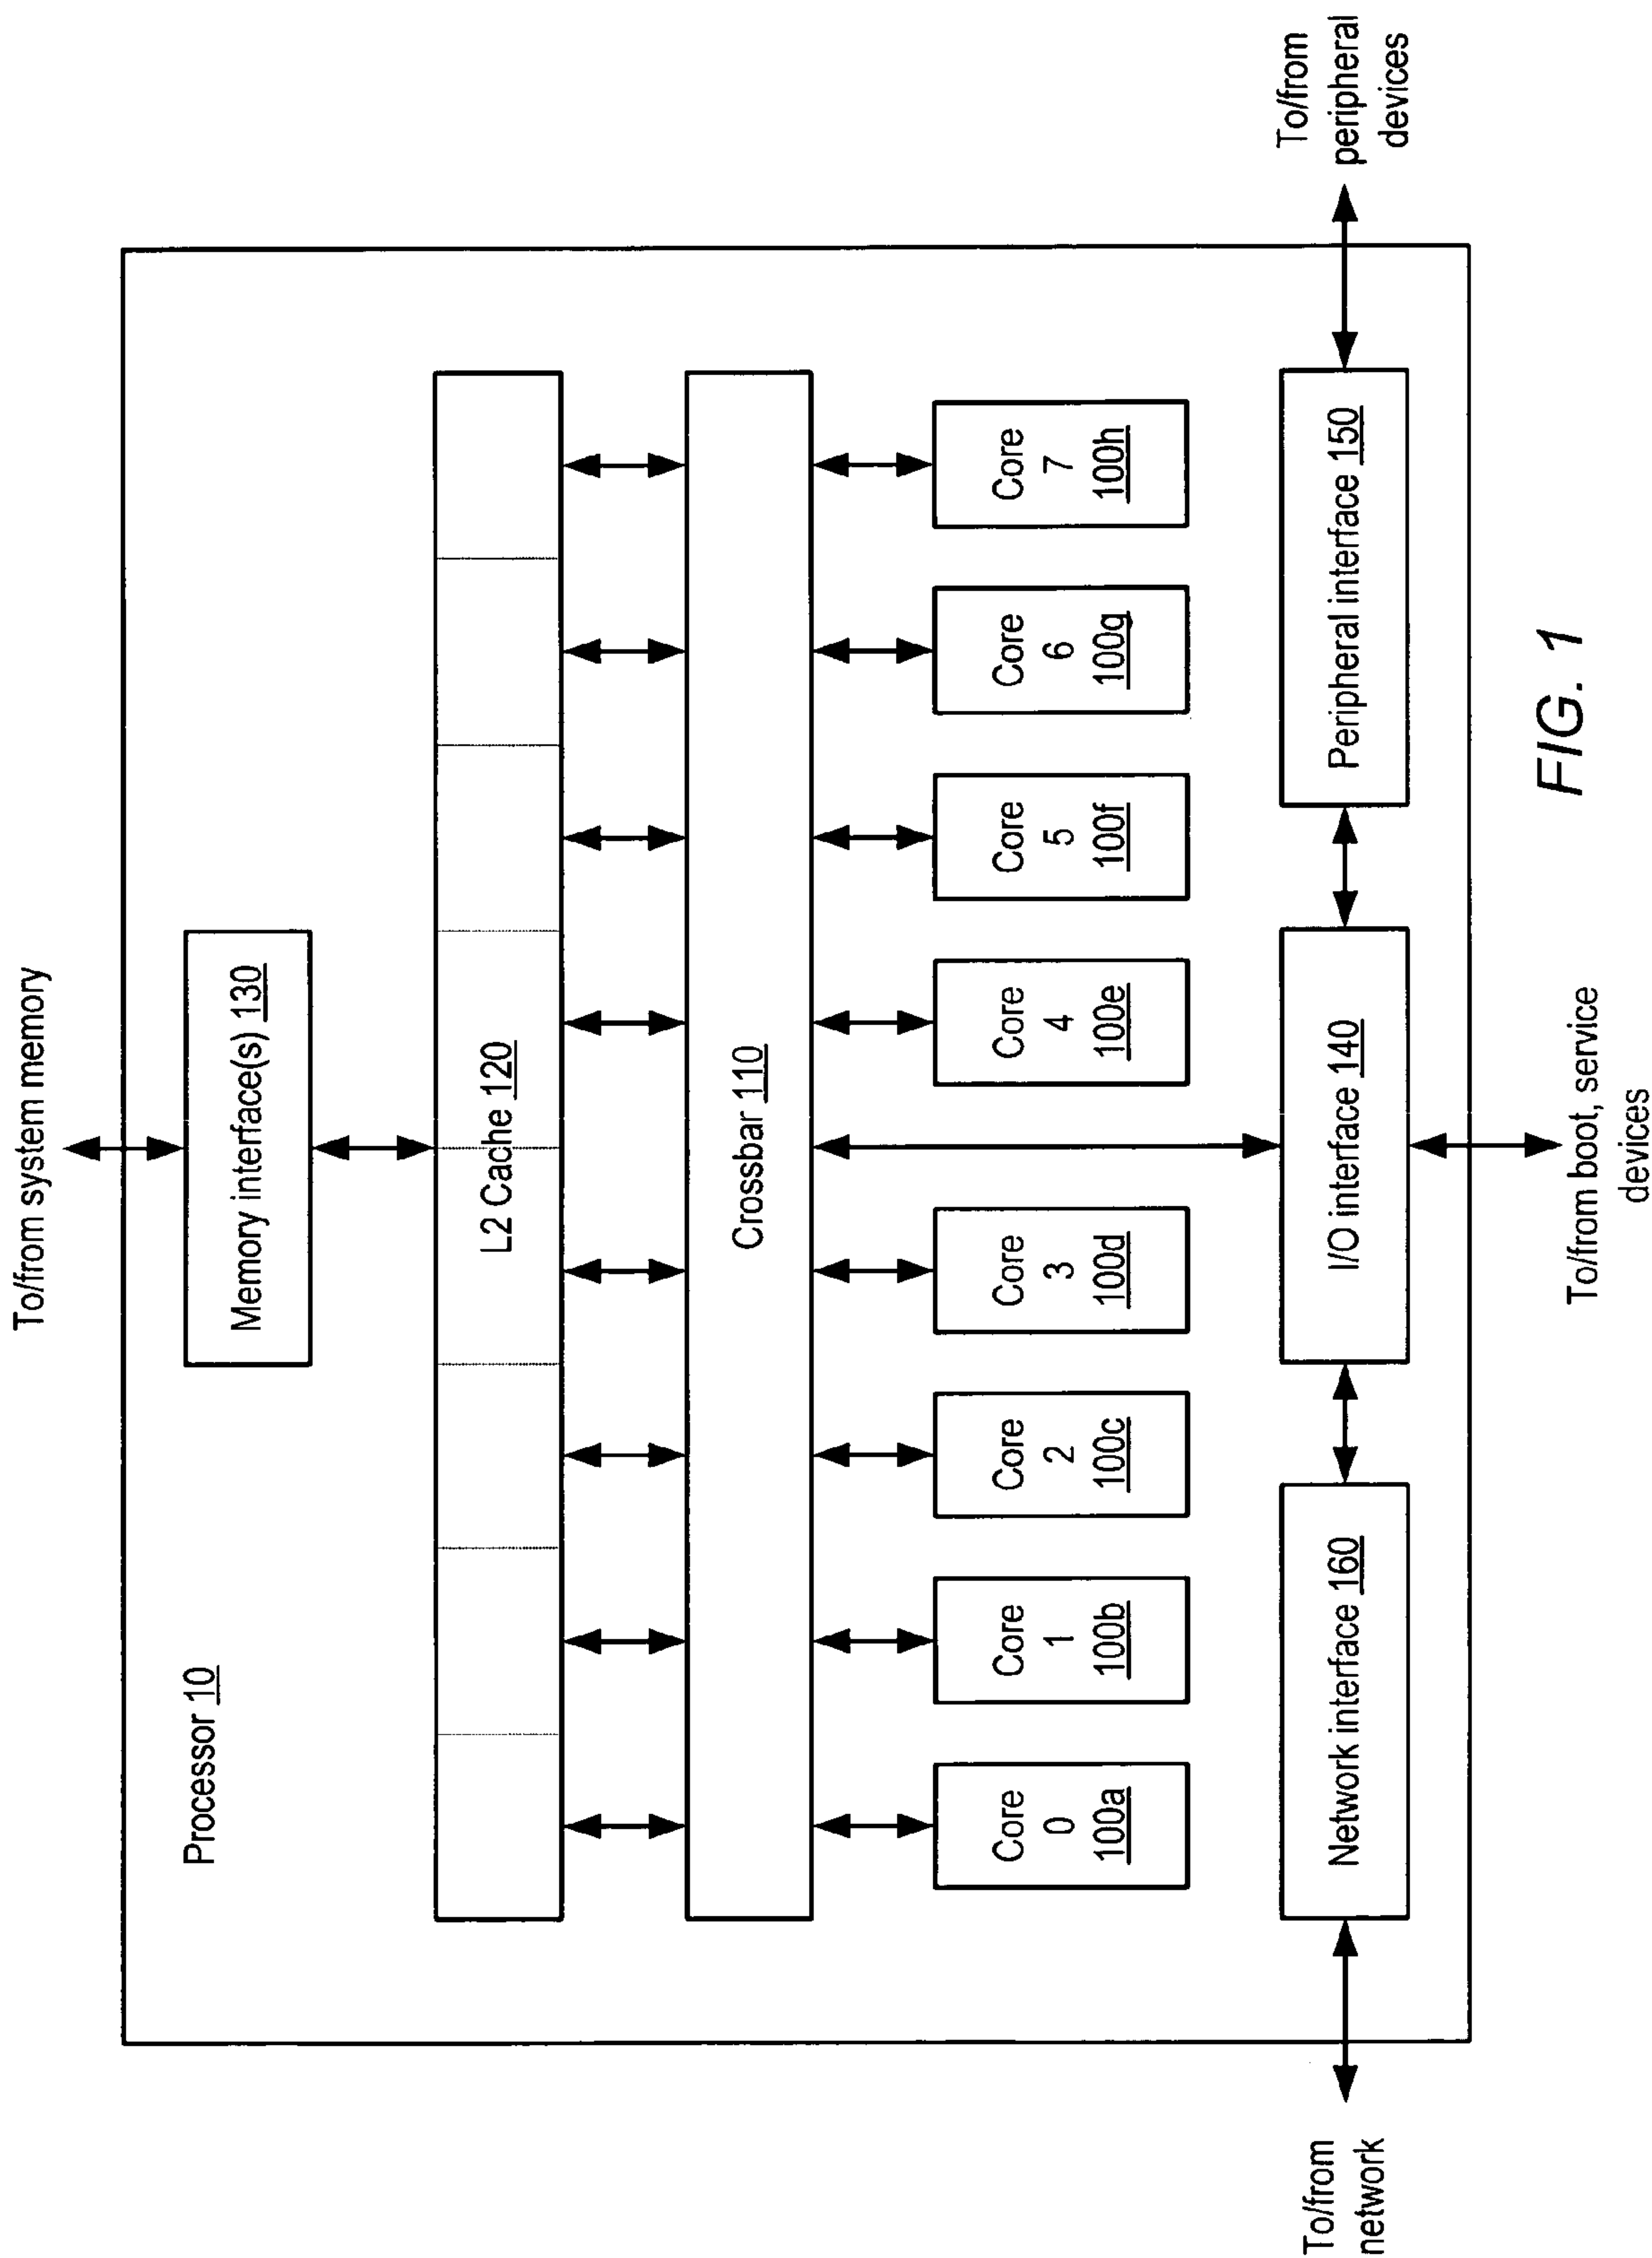 To/from system memory
Processor 10
Memory interface(s) 130
L2 Cache 120
Crossbar 110
Core
0
100a
Core
1
100b
Core
2
100c
Core
3
100d
Core
4
100e
Core
5
100f
Core
6
100g
Core
7
100h
To/from
network
Network interface 160
I/O interface 140
Peripheral interface 150
To/from
peripheral
devices
To/from boot, service
devices
FIG. 1